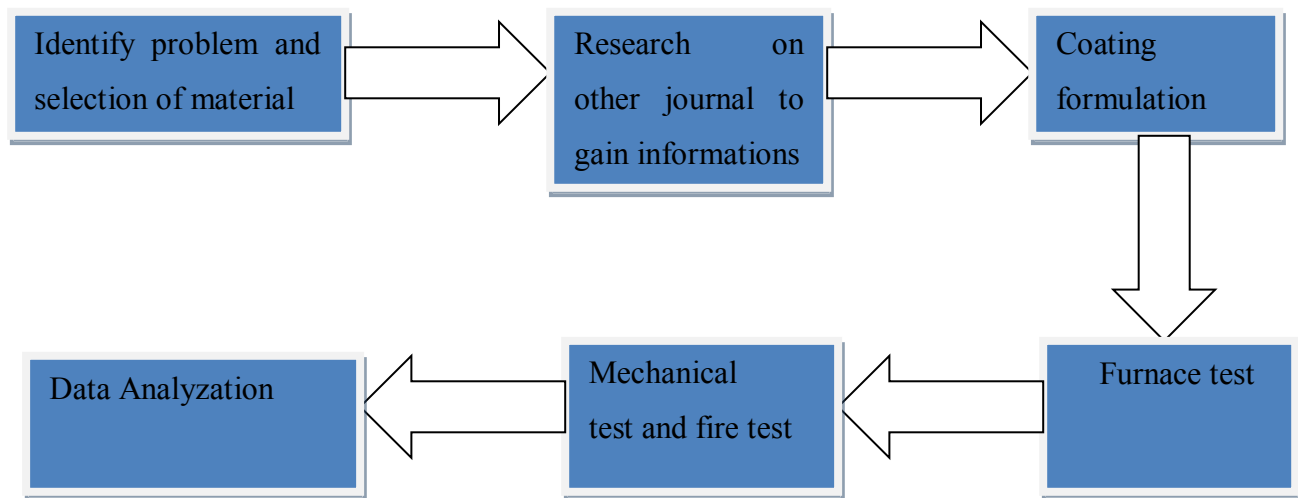 Identify problem and
selection of material
Research on
other journal to
gain informations
Coating
formulation
Furnace test
Mechanical
test and fire test
Data Analyzation